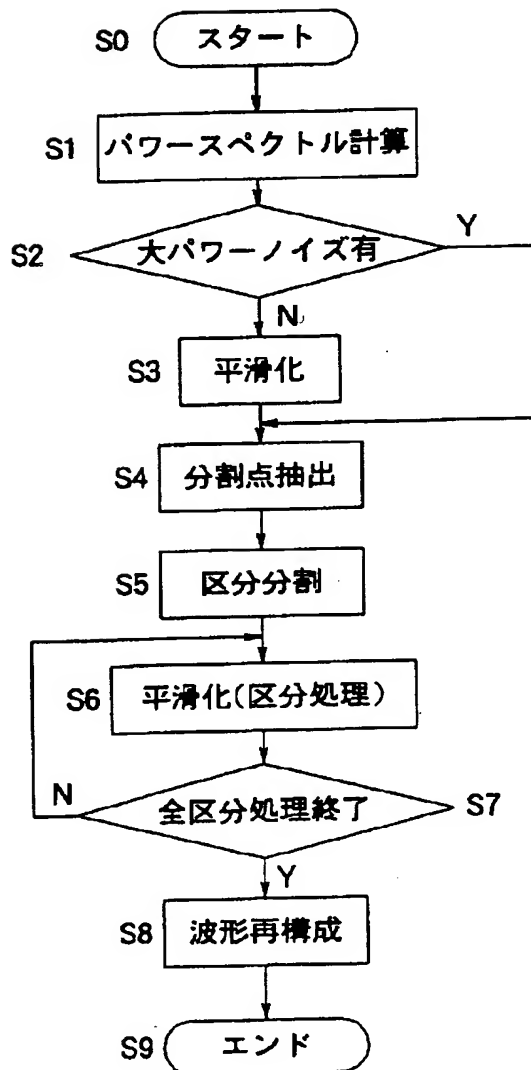 S0 スタート
S1 パワースペクトル計算
S2 大パワーノイズ有 Y
N
S3 平滑化
S4 分割点抽出
S5 区分分割
S6 平滑化(区分処理)
N 全区分処理終了 S7
Y
S8 波形再構成
S9 エンド